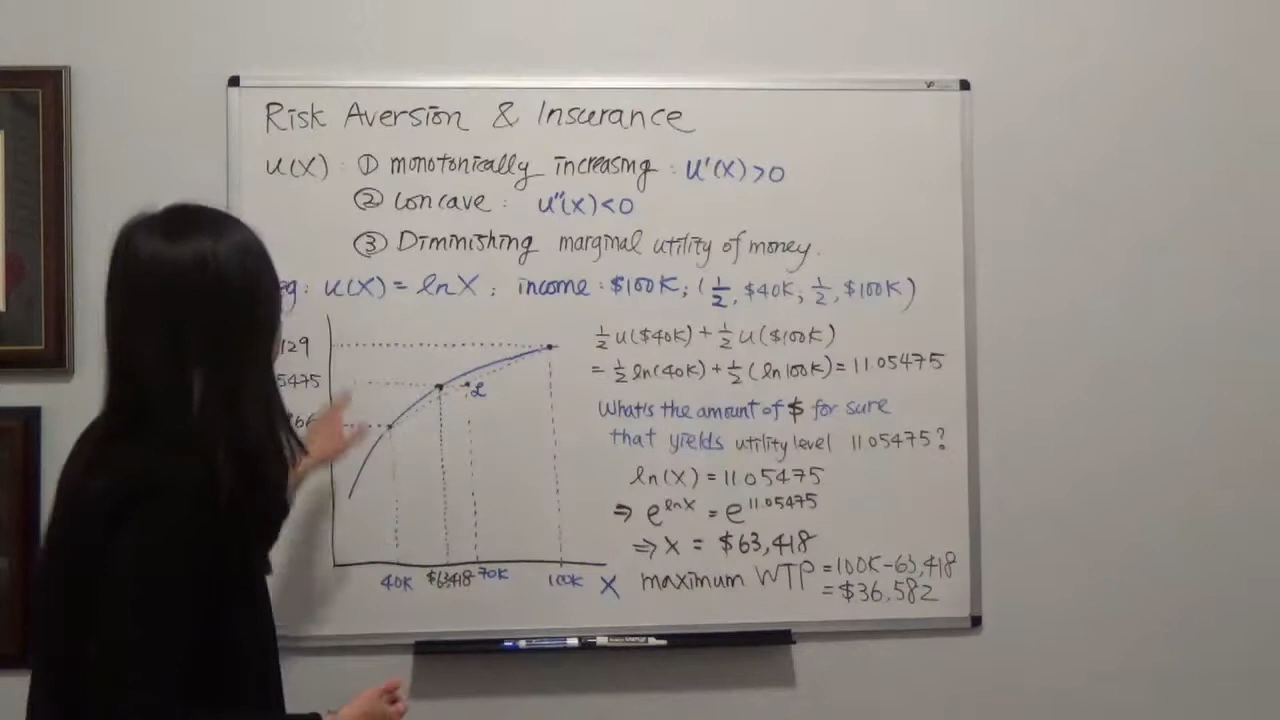 Risk Aversion & Insurance
u(X) : ① monotonically increasing : u'(X) > 0
② Concave : u''(X) < 0
③ Diminishing marginal utility of money.
eg: u(X) = ln X ; income : $100K ; ( 1/2, $40K ; 1/2, $100K )
1/2 u($40K) + 1/2 u($100K)
= 1/2 ln(40K) + 1/2 (ln 100K) = 11.05475
What's the amount of $ for sure
that yields utility level 11.05475?
ln(X) = 11.05475
⇒ e^lnX = e^11.05475
⇒ X = $63,418
maximum WTP = 100K - 63,418
= $36.582
129
5475
L
40K $63418 70K 100K X